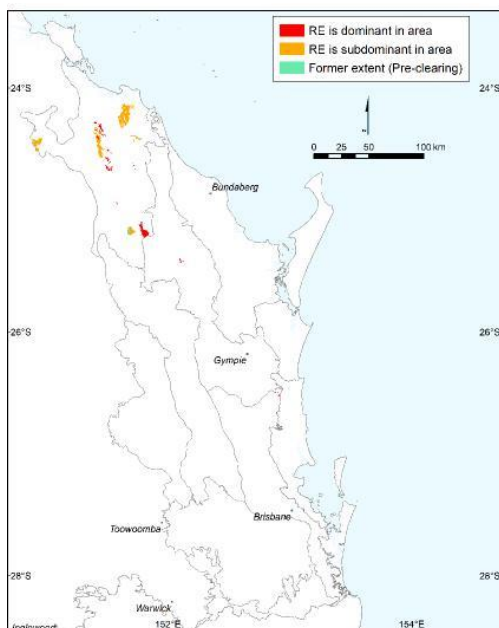 RE is dominant in area
RE is subdominant in area
Former extent (Pre-clearing)
24°S
24°S
0 25 50 100 km
Bundaberg
26°S
26°S
Gympie
Brisbane
Toowoomba
28°S
28°S
Warwick
Inglewood
152°E
154°E